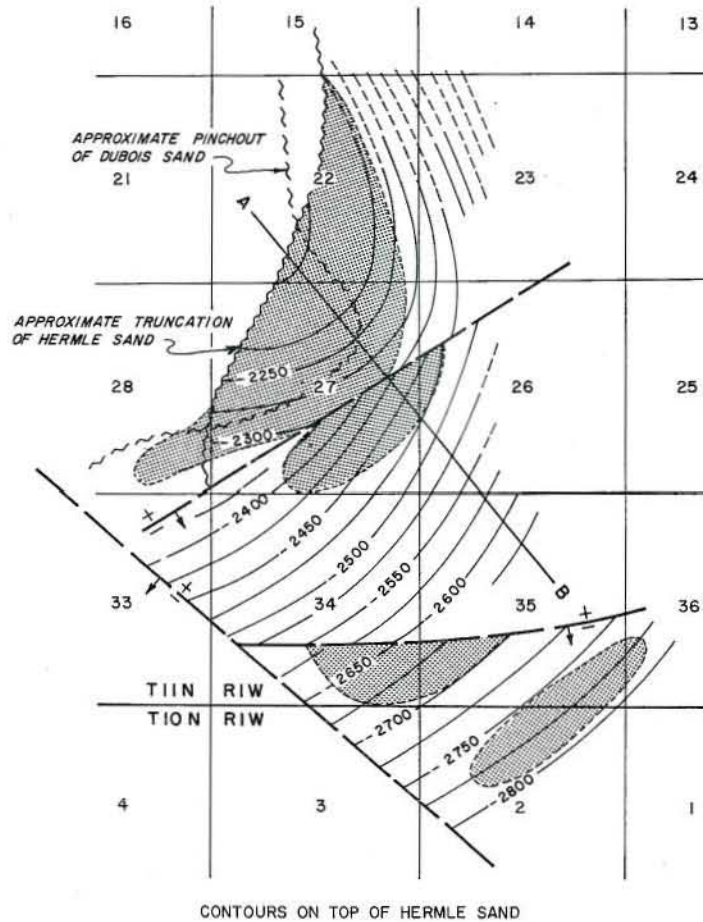 16 15 14 13
APPROXIMATE PINCHOUT
OF DUBOIS SAND
21 22 23 24
A
APPROXIMATE TRUNCATION
OF HERMLE SAND
28 -2250 27 26 25
-2300
-2400
-2450
-2500
-2550
-2600
33 34 35 36
B
-2650
T11N R1W
T10N R1W
-2700
-2750
-2800
4 3 2 1
CONTOURS ON TOP OF HERMLE SAND